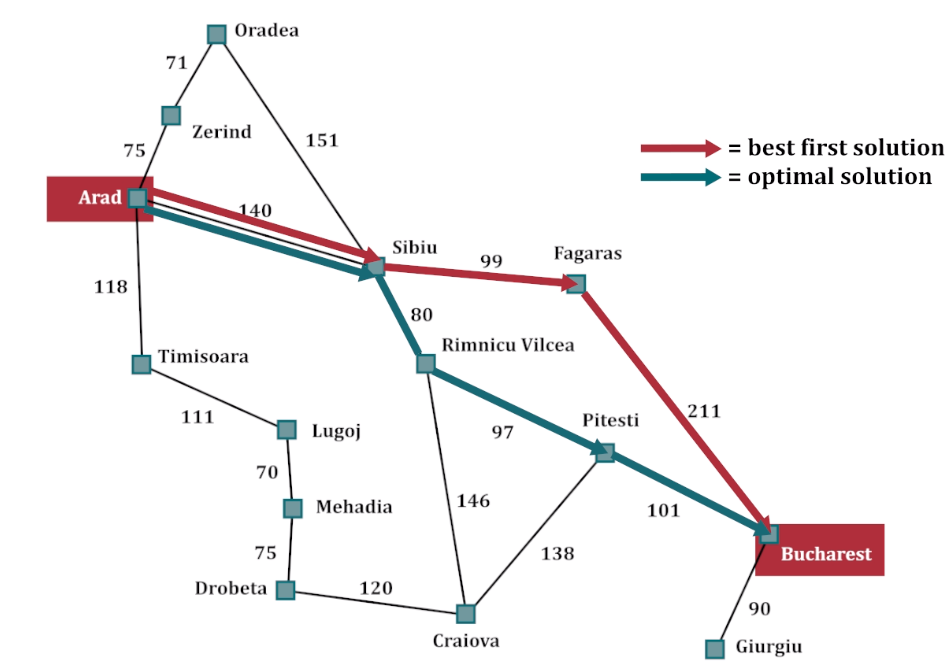 Oradea
71
Zerind
151
75
= best first solution
= optimal solution
Arad
140
Sibiu
99
Fagaras
118
80
Rimnicu Vilcea
Timisoara
111
Lugoj
97
Pitesti
211
70
Mehadia
146
101
75
138
Bucharest
Drobeta
120
90
Craiova
Giurgiu